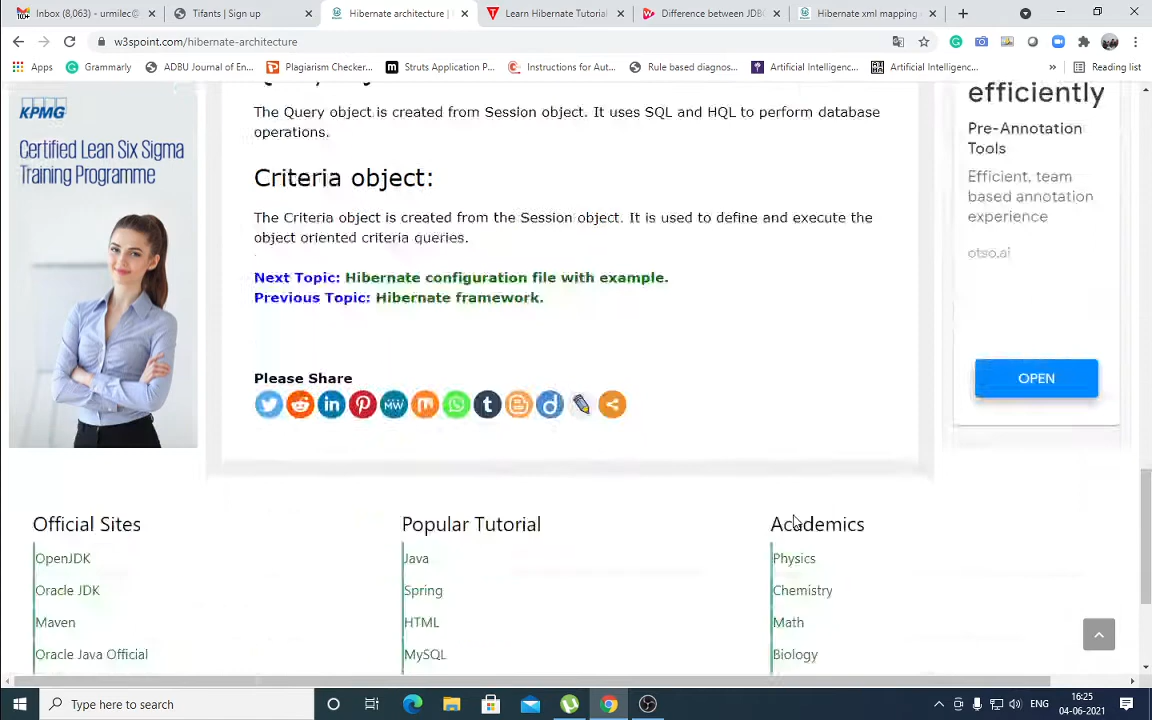 Inbox (8,063) - urmilec@
Tifants | Sign up
Hibernate architecture |
Learn Hibernate Tutorial
Difference between JDB
Hibernate xml mapping
w3spoint.com/hibernate-architecture
Apps
Grammarly
ADBU Journal of En...
Plagiarism Checker...
Struts Application P...
Instructions for Aut...
Rule based diagnos...
Artificial Intelligenc...
Artificial Intelligenc...
»
Reading list
KPMG
Certified Lean Six Sigma
Training Programme
The Query object is created from Session object. It uses SQL and HQL to perform database
operations.
Criteria object:
The Criteria object is created from the Session object. It is used to define and execute the
object oriented criteria queries.
Next Topic: Hibernate configuration file with example.
Previous Topic: Hibernate framework.
Please Share
efficiently
Pre-Annotation
Tools
Efficient, team
based annotation
experience
otso.ai
OPEN
Official Sites
OpenJDK
Oracle JDK
Maven
Oracle Java Official
Popular Tutorial
Java
Spring
HTML
MySQL
Academics
Physics
Chemistry
Math
Biology
Type here to search
ENG
16:25
04-06-2021